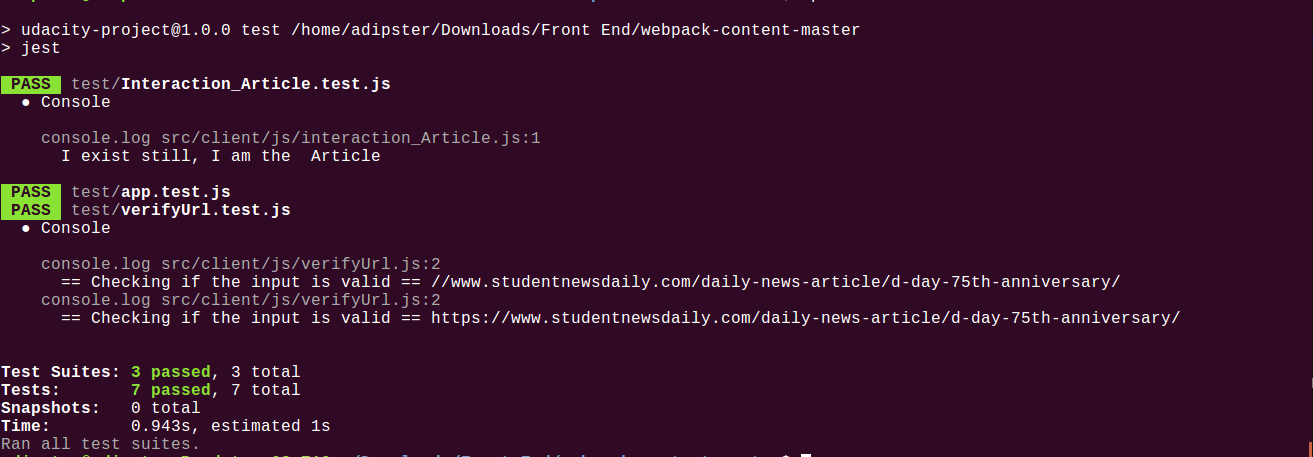 > udacity-project@1.0.0 test /home/adipster/Downloads/Front End/webpack-content-master
> jest
PASS test/Interaction_Article.test.js
● Console
console.log src/client/js/interaction_Article.js:1
I exist still, I am the  Article
PASS test/app.test.js
PASS test/verifyUrl.test.js
● Console
console.log src/client/js/verifyUrl.js:2
== Checking if the input is valid == //www.studentnewsdaily.com/daily-news-article/d-day-75th-anniversary/
console.log src/client/js/verifyUrl.js:2
== Checking if the input is valid == https://www.studentnewsdaily.com/daily-news-article/d-day-75th-anniversary/
Test Suites: 3 passed, 3 total
Tests: 7 passed, 7 total
Snapshots: 0 total
Time: 0.943s, estimated 1s
Ran all test suites.